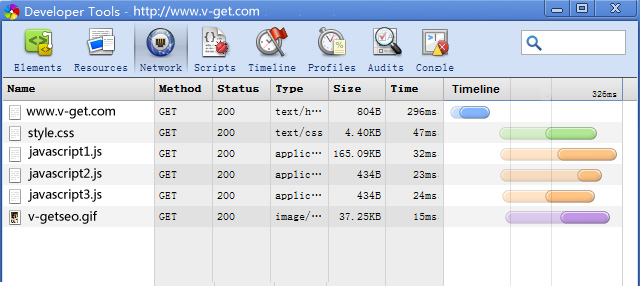 Developer Tools - http://www.v-get.com
Elements Resources Network Scripts Timeline Profiles Audits Console
Name Method Status Type Size Time Timeline 326ms
www.v-get.com GET 200 text/h... 804B 296ms
style.css GET 200 text/css 4.40KB 47ms
javascript1.js GET 200 applic... 165.09KB 32ms
javascript2.js GET 200 applic... 434B 23ms
javascript3.js GET 200 applic... 434B 24ms
v-getseo.gif GET 200 image/... 37.25KB 15ms